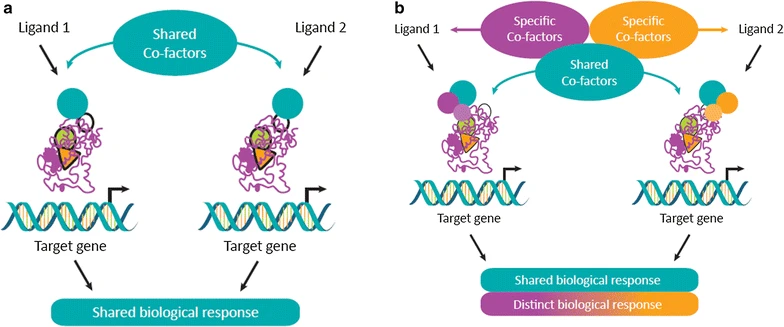 a
Ligand 1
Shared
Co-factors
Ligand 2
Target gene
Target gene
Shared biological response
b
Ligand 1
Specific
Co-factors
Specific
Co-factors
Ligand 2
Shared
Co-factors
Target gene
Target gene
Shared biological response
Distinct biological response